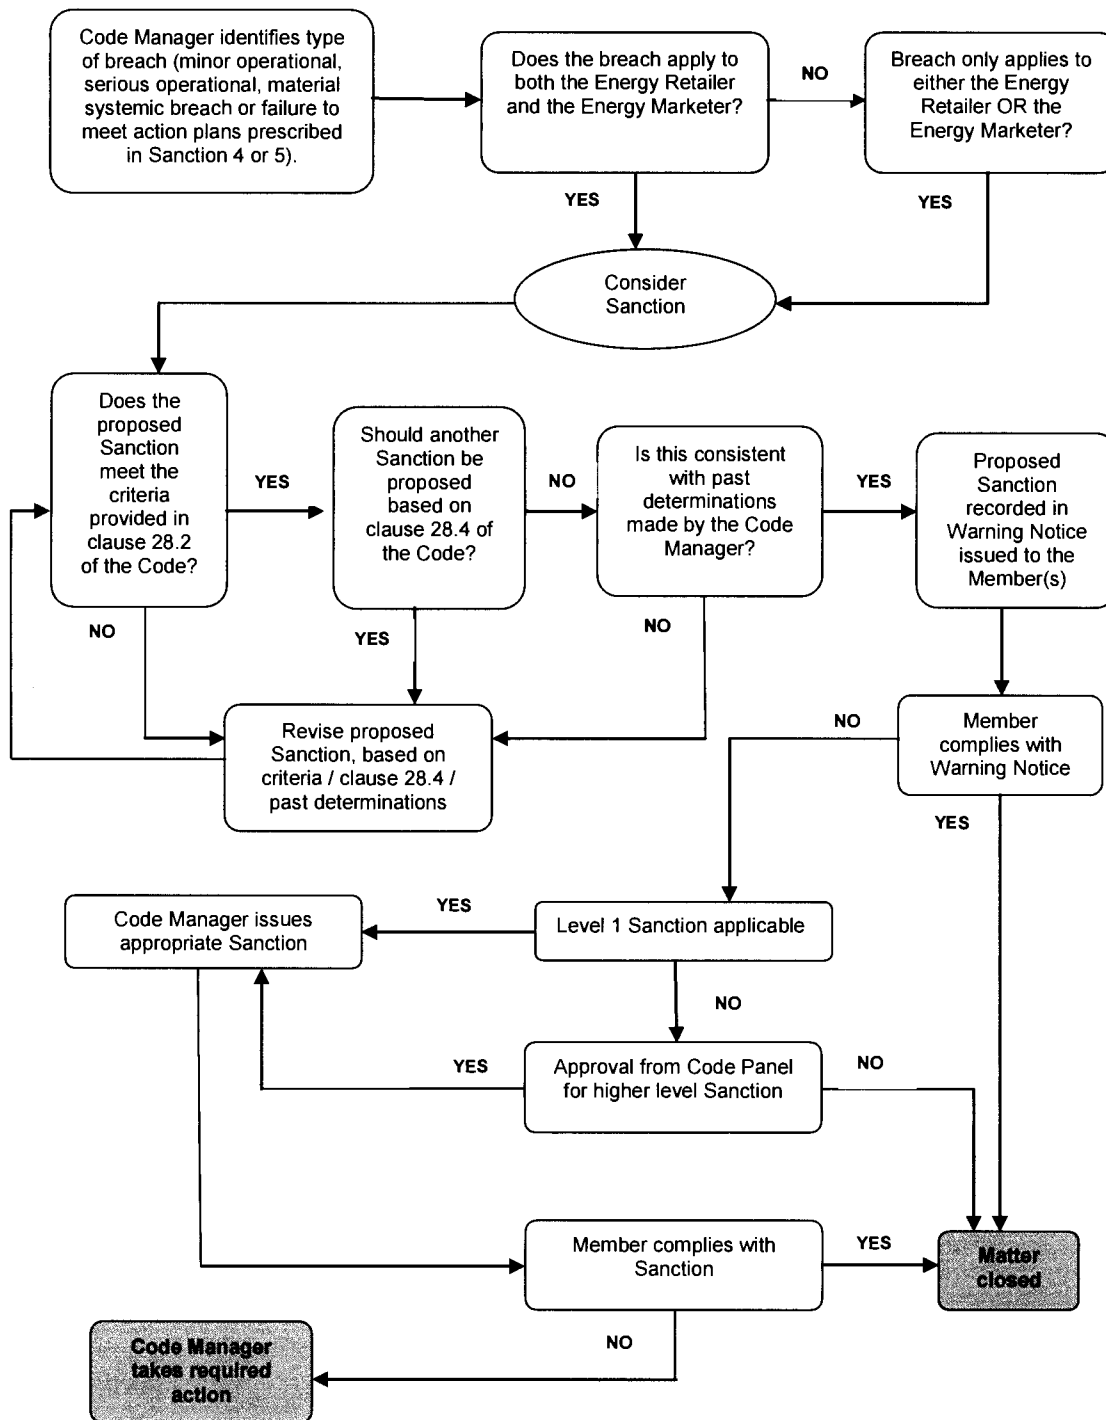 Code Manager identifies type
of breach (minor operational,
serious operational, material
systemic breach or failure to
meet action plans prescribed
in Sanction 4 or 5).
Does the breach apply to
both the Energy Retailer
and the Energy Marketer?
NO
Breach only applies to
either the Energy
Retailer OR the
Energy Marketer?
YES
YES
Consider
Sanction
Does the
proposed
Sanction
meet the
criteria
provided in
clause 28.2
of the Code?
YES
Should another
Sanction be
proposed
based on
clause 28.4 of
the Code?
NO
Is this consistent
with past
determinations
made by the Code
Manager?
YES
Proposed
Sanction
recorded in
Warning Notice
issued to the
Member(s)
NO
YES
NO
Revise proposed
Sanction, based on
criteria / clause 28.4 /
past determinations
NO
Member
complies with
Warning Notice
YES
Code Manager issues
appropriate Sanction
YES
Level 1 Sanction applicable
NO
YES
Approval from Code Panel
for higher level Sanction
NO
Member complies with
Sanction
YES
Matter
closed
NO
Code Manager
takes required
action